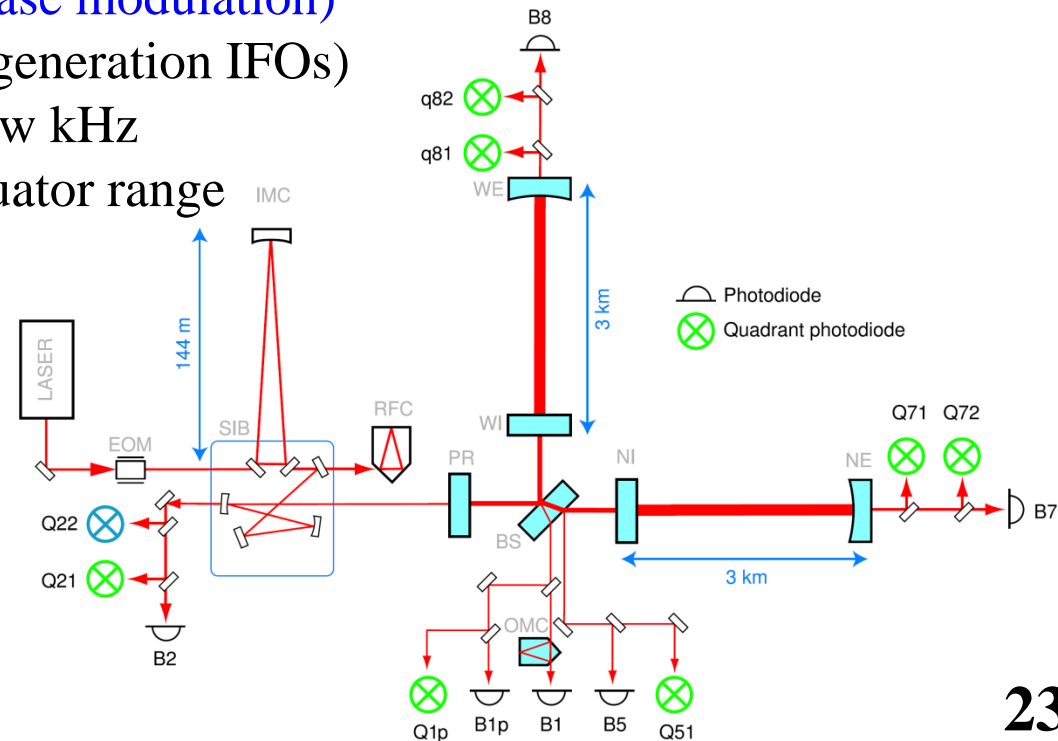 ase modulation)
generation IFOs)
w kHz
uator range
B8
q82
q81
WE
IMC
144 m
3 km
Photodiode
Quadrant photodiode
LASER
EOM
SIB
RFC
WI
PR
NI
NE
Q71 Q72
B7
BS
3 km
Q22
Q21
B2
OMC
Q1p
B1p
B1
B5
Q51
23